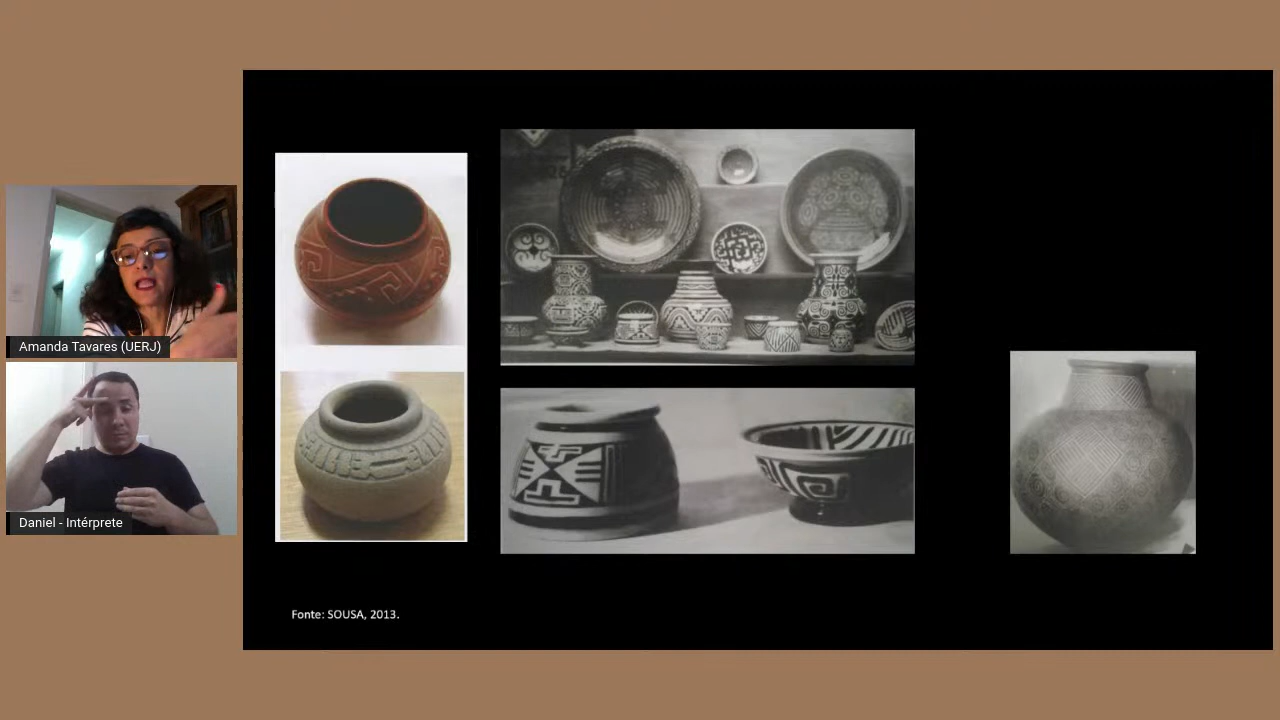 Amanda Tavares (UERJ)
Daniel - Intérprete
Fonte: SOUSA, 2013.